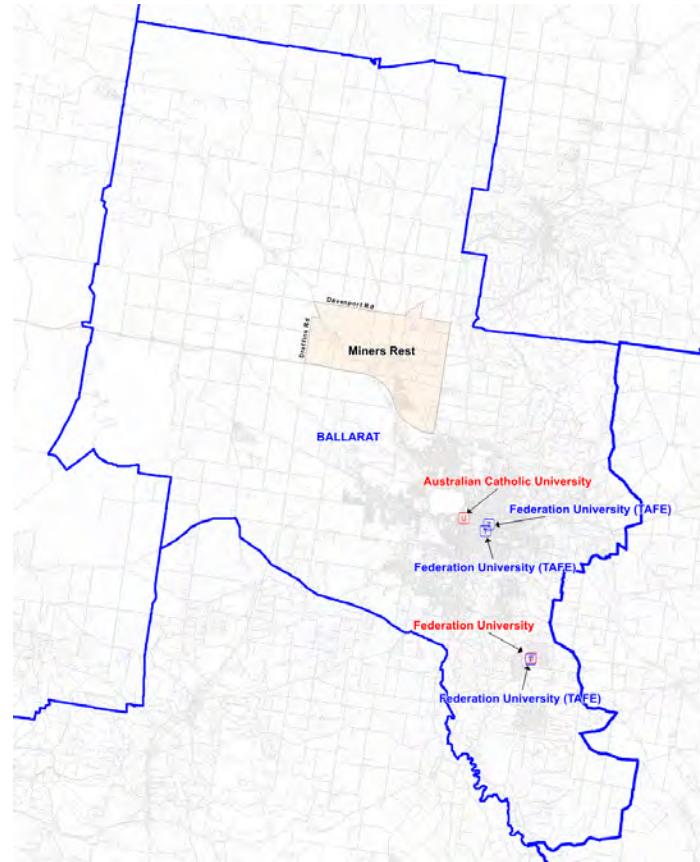 Davenport Rd
Draffins Rd
Miners Rest
BALLARAT
Australian Catholic University
U
Federation University (TAFE)
T
Federation University (TAFE)
Federation University
Federation University (TAFE)